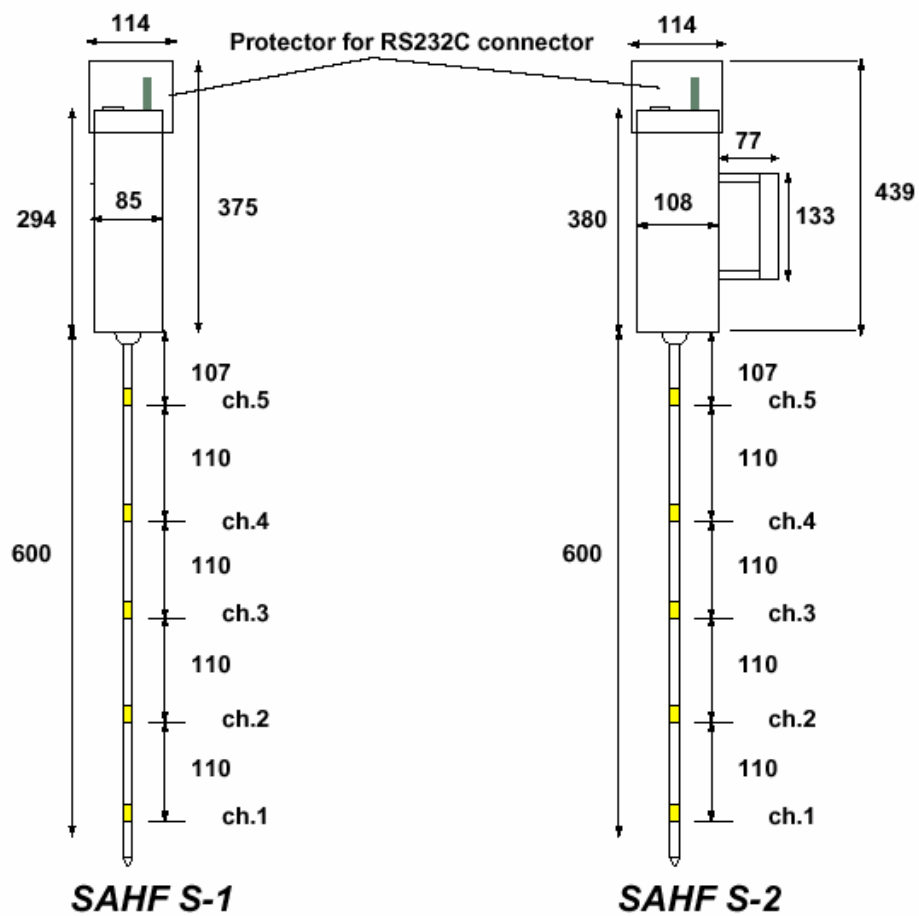 114
114
Protector for RS232C connector
77
85
375
108
439
294
380
133
107
107
ch.5
ch.5
110
110
ch.4
ch.4
600
600
110
110
ch.3
ch.3
110
110
ch.2
ch.2
110
110
ch.1
ch.1
SAHF S-1
SAHF S-2